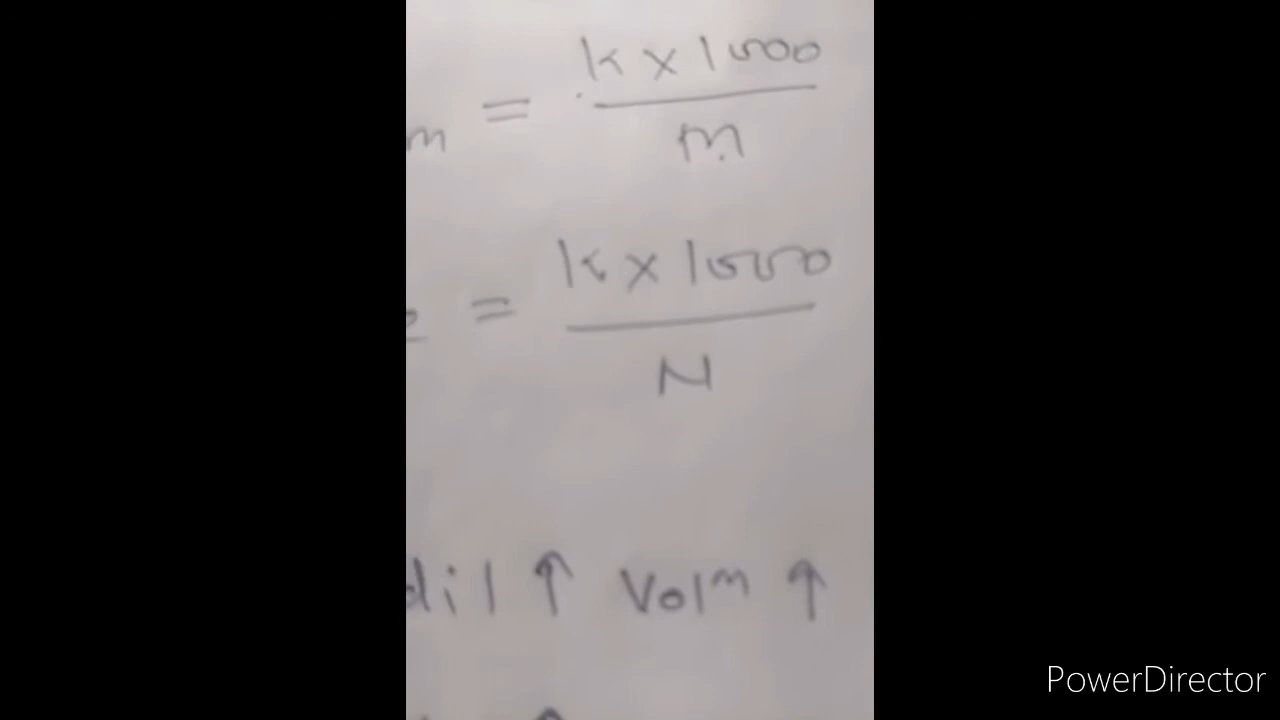 m = k x 1000
m
= k x 1000
N
dil ↑ Volm ↑
PowerDirector